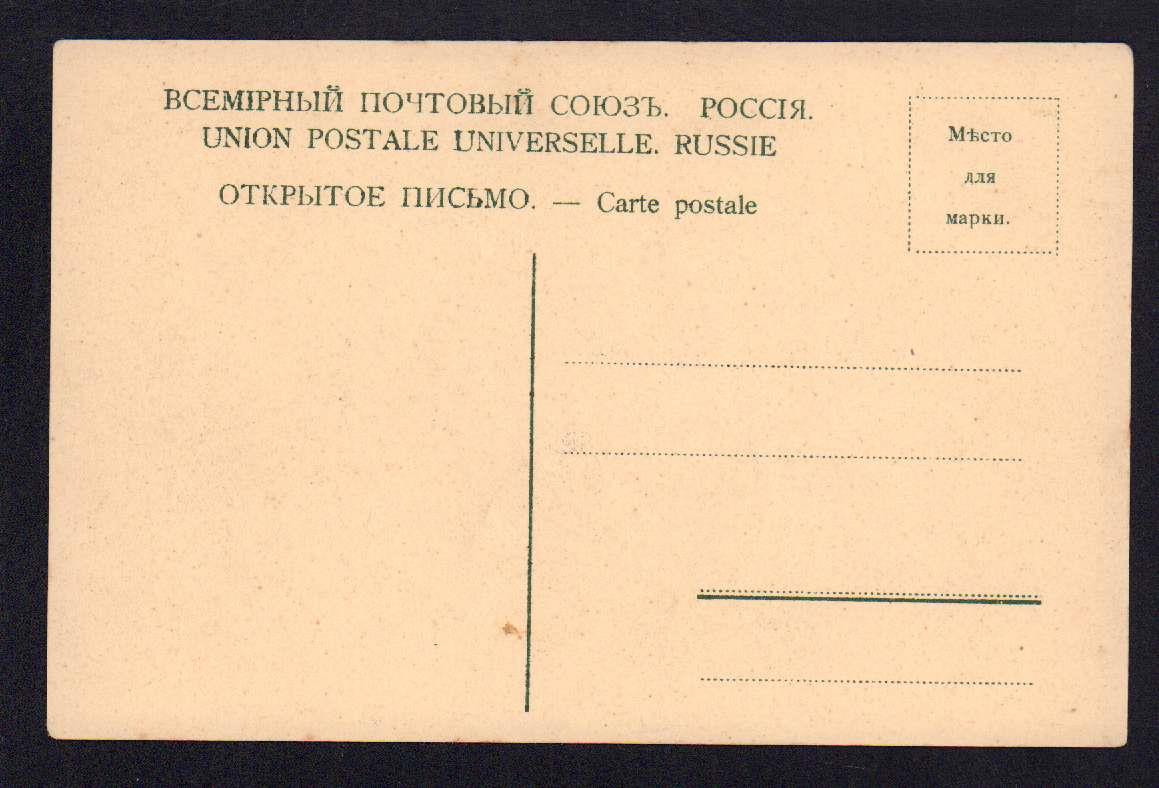 ВСЕМІРНЫЙ ПОЧТОВЫЙ СОЮЗЪ. РОССІЯ.
UNION POSTALE UNIVERSELLE. RUSSIE
ОТКРЫТОЕ ПИСЬМО. — Carte postale
Мѣсто
для
марки.